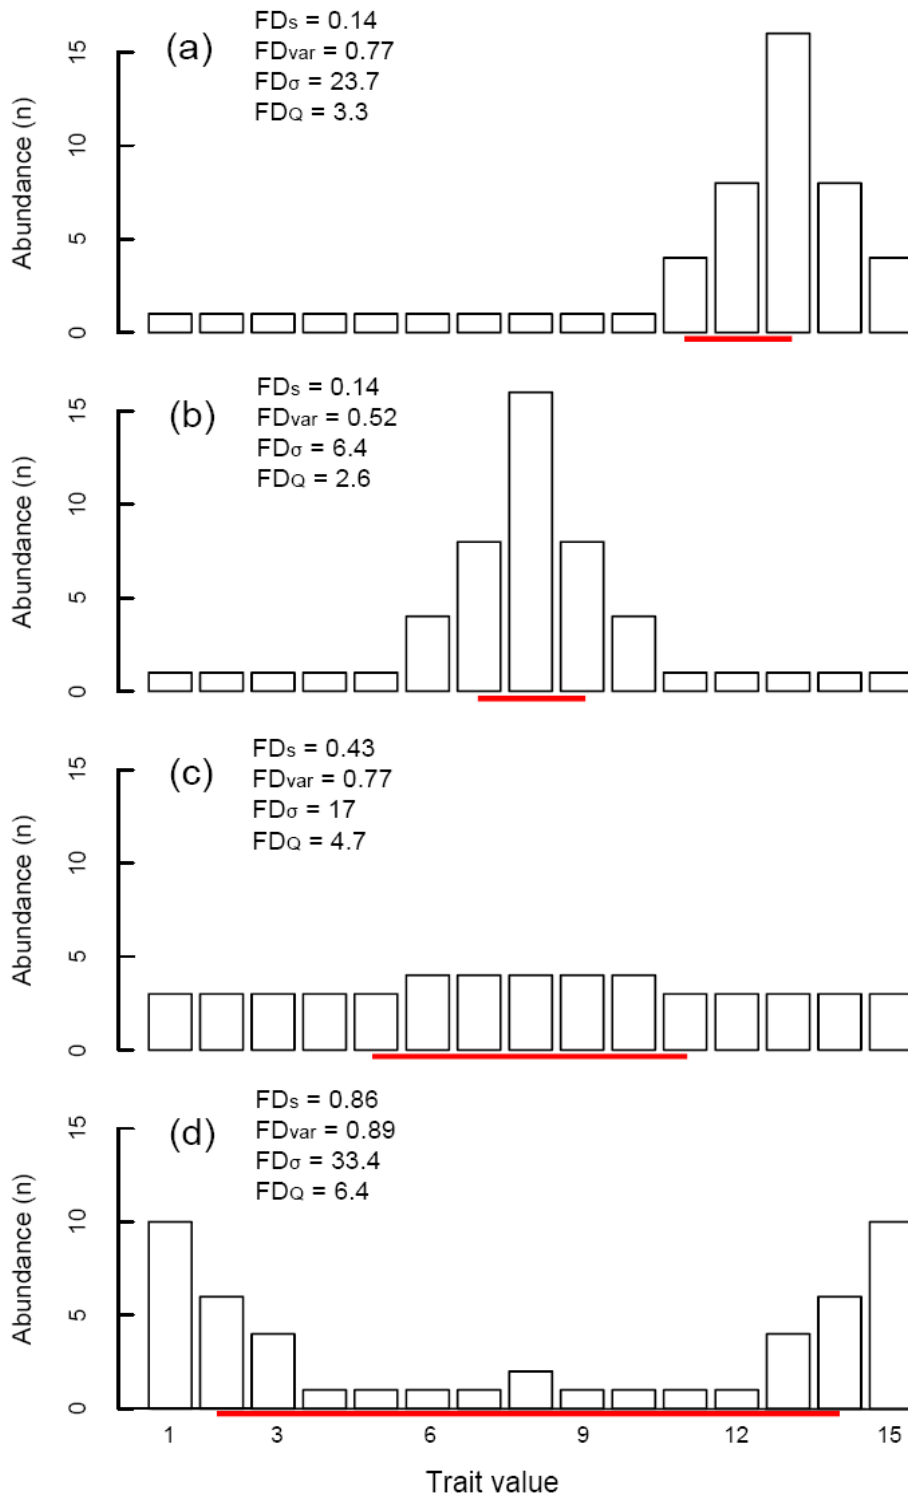 (a)
FDs = 0.14
FDvar = 0.77
FDσ = 23.7
FDQ = 3.3
Abundance (n)
15
10
5
0
(b)
FDs = 0.14
FDvar = 0.52
FDσ = 6.4
FDQ = 2.6
Abundance (n)
15
10
5
0
(c)
FDs = 0.43
FDvar = 0.77
FDσ = 17
FDQ = 4.7
Abundance (n)
15
10
5
0
(d)
FDs = 0.86
FDvar = 0.89
FDσ = 33.4
FDQ = 6.4
Abundance (n)
15
10
5
0
1 3 6 9 12 15
Trait value